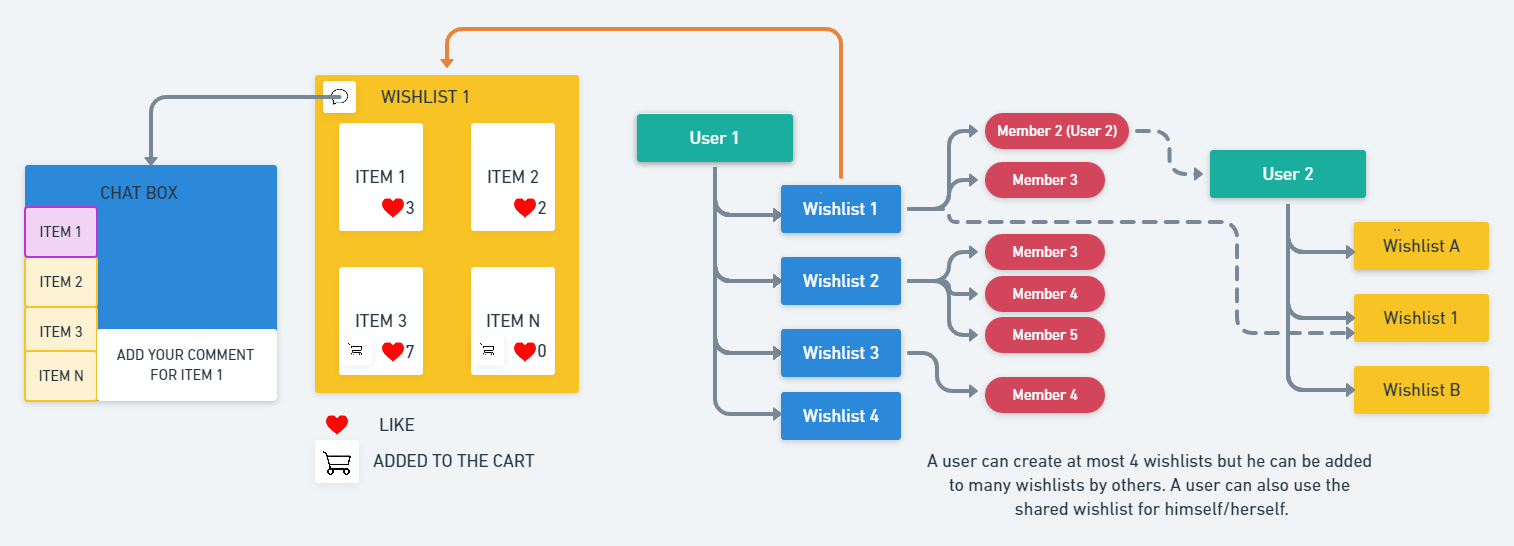 WISHLIST 1
ITEM 1
3
ITEM 2
2
ITEM 3
7
ITEM N
0
LIKE
ADDED TO THE CART
CHAT BOX
ITEM 1
ITEM 2
ITEM 3
ITEM N
ADD YOUR COMMENT
FOR ITEM 1
User 1
Wishlist 1
Wishlist 2
Wishlist 3
Wishlist 4
Member 2 (User 2)
Member 3
Member 3
Member 4
Member 5
Member 4
User 2
Wishlist A
Wishlist 1
Wishlist B
A user can create at most 4 wishlists but he can be added
to many wishlists by others. A user can also use the
shared wishlist for himself/herself.